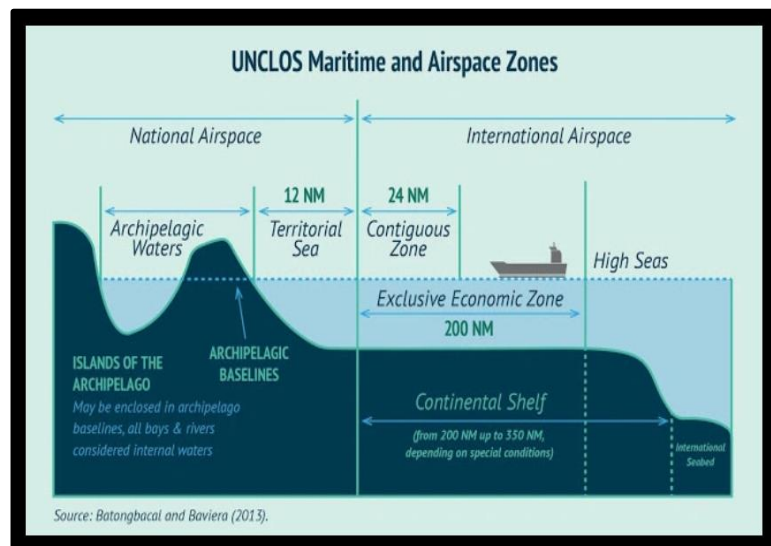 UNCLOS Maritime and Airspace Zones
National Airspace
International Airspace
12 NM
24 NM
Archipelagic
Waters
Territorial
Sea
Contiguous
Zone
High Seas
Exclusive Economic Zone
200 NM
ISLANDS OF THE
ARCHIPELAGO
May be enclosed in archipelago
baselines, all bays & rivers
considered internal waters
ARCHIPELAGIC
BASELINES
Continental Shelf
(from 200 NM up to 350 NM,
depending on special conditions)
International
Seabed
Source: Batongbacal and Baviera (2013).